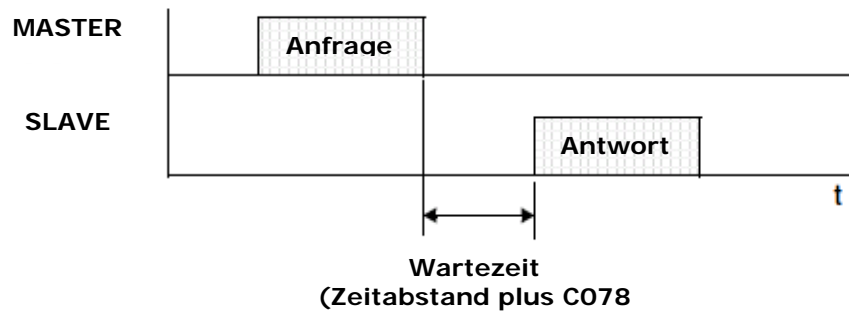 MASTER
Anfrage
SLAVE
Antwort
t
Wartezeit
(Zeitabstand plus C078